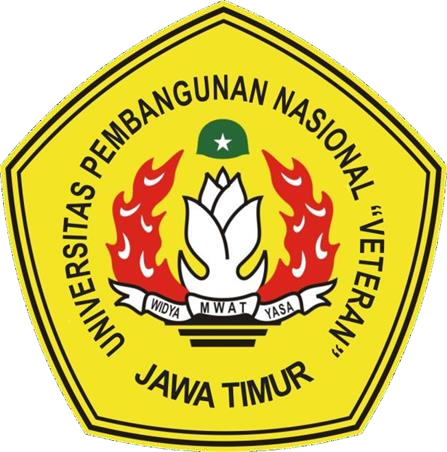 UNIVERSITAS PEMBANGUNAN NASIONAL “VETERAN”
WIDYA MWAT YASA
JAWA TIMUR